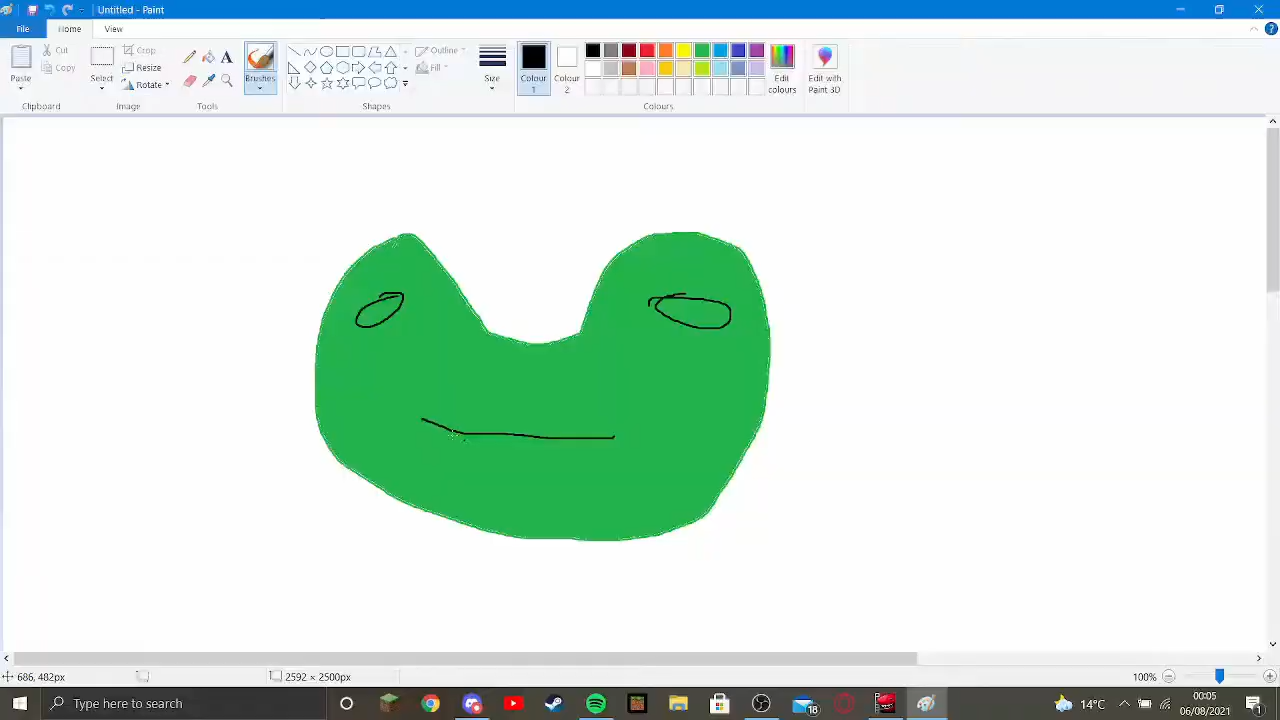 Untitled - Paint
File Home View
Cut
Copy
Select
Crop
Resize
Rotate
Brushes
Outline
Fill
Size
Colour
1
Colour
2
Edit
colours
Edit with
Paint 3D
Clipboard Image Tools Shapes Colours
686, 482px 2592 × 2500px 100%
Type here to search 18 14°C 00:05
06/08/2021